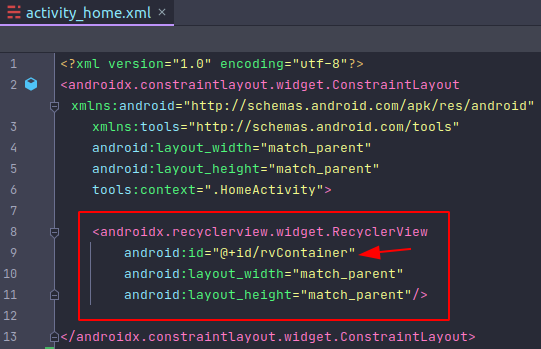 activity_home.xml ×
1 <?xml version="1.0" encoding="utf-8"?>
2 <androidx.constraintlayout.widget.ConstraintLayout
xmlns:android="http://schemas.android.com/apk/res/android"
3 xmlns:tools="http://schemas.android.com/tools"
4 android:layout_width="match_parent"
5 android:layout_height="match_parent"
6 tools:context=".HomeActivity">
7
8 <androidx.recyclerview.widget.RecyclerView
9 android:id="@+id/rvContainer"
10 android:layout_width="match_parent"
11 android:layout_height="match_parent"/>
12
13 </androidx.constraintlayout.widget.ConstraintLayout>